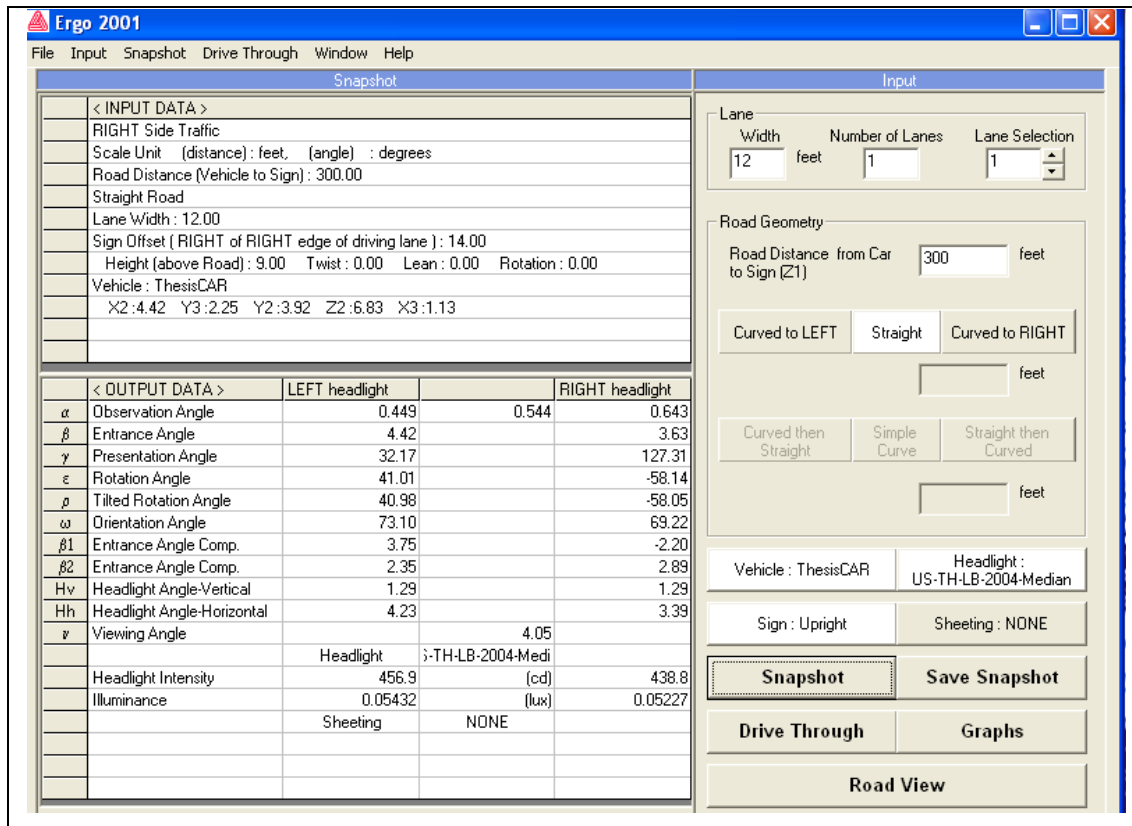 Ergo 2001
File Input Snapshot Drive Through Window Help
Snapshot
< INPUT DATA >
RIGHT Side Traffic
Scale Unit (distance) : feet, (angle) : degrees
Road Distance (Vehicle to Sign) : 300.00
Straight Road
Lane Width : 12.00
Sign Offset ( RIGHT of RIGHT edge of driving lane ) : 14.00
Height (above Road) : 9.00 Twist : 0.00 Lean : 0.00 Rotation : 0.00
Vehicle : ThesisCAR
X2 :4.42 Y3 :2.25 Y2 :3.92 Z2 :6.83 X3 :1.13
< OUTPUT DATA > LEFT headlight RIGHT headlight
α Observation Angle 0.449 0.544 0.643
β Entrance Angle 4.42 3.63
γ Presentation Angle 32.17 127.31
ε Rotation Angle 41.01 -58.14
ρ Tilted Rotation Angle 40.98 -58.05
ω Orientation Angle 73.10 69.22
β1 Entrance Angle Comp. 3.75 -2.20
β2 Entrance Angle Comp. 2.35 2.89
Hv Headlight Angle-Vertical 1.29 1.29
Hh Headlight Angle-Horizontal 4.23 3.39
ν Viewing Angle 4.05
Headlight S-TH-LB-2004-Medi
Headlight Intensity 456.9 (cd) 438.8
Illuminance 0.05432 (lux) 0.05227
Sheeting NONE
Input
Lane
Width Number of Lanes Lane Selection
12 feet 1 1
Road Geometry
Road Distance from Car
to Sign (Z1) 300 feet
Curved to LEFT Straight Curved to RIGHT
feet
Curved then Straight Simple Curve Straight then Curved
feet
Vehicle : ThesisCAR Headlight : US-TH-LB-2004-Median
Sign : Upright Sheeting : NONE
Snapshot Save Snapshot
Drive Through Graphs
Road View